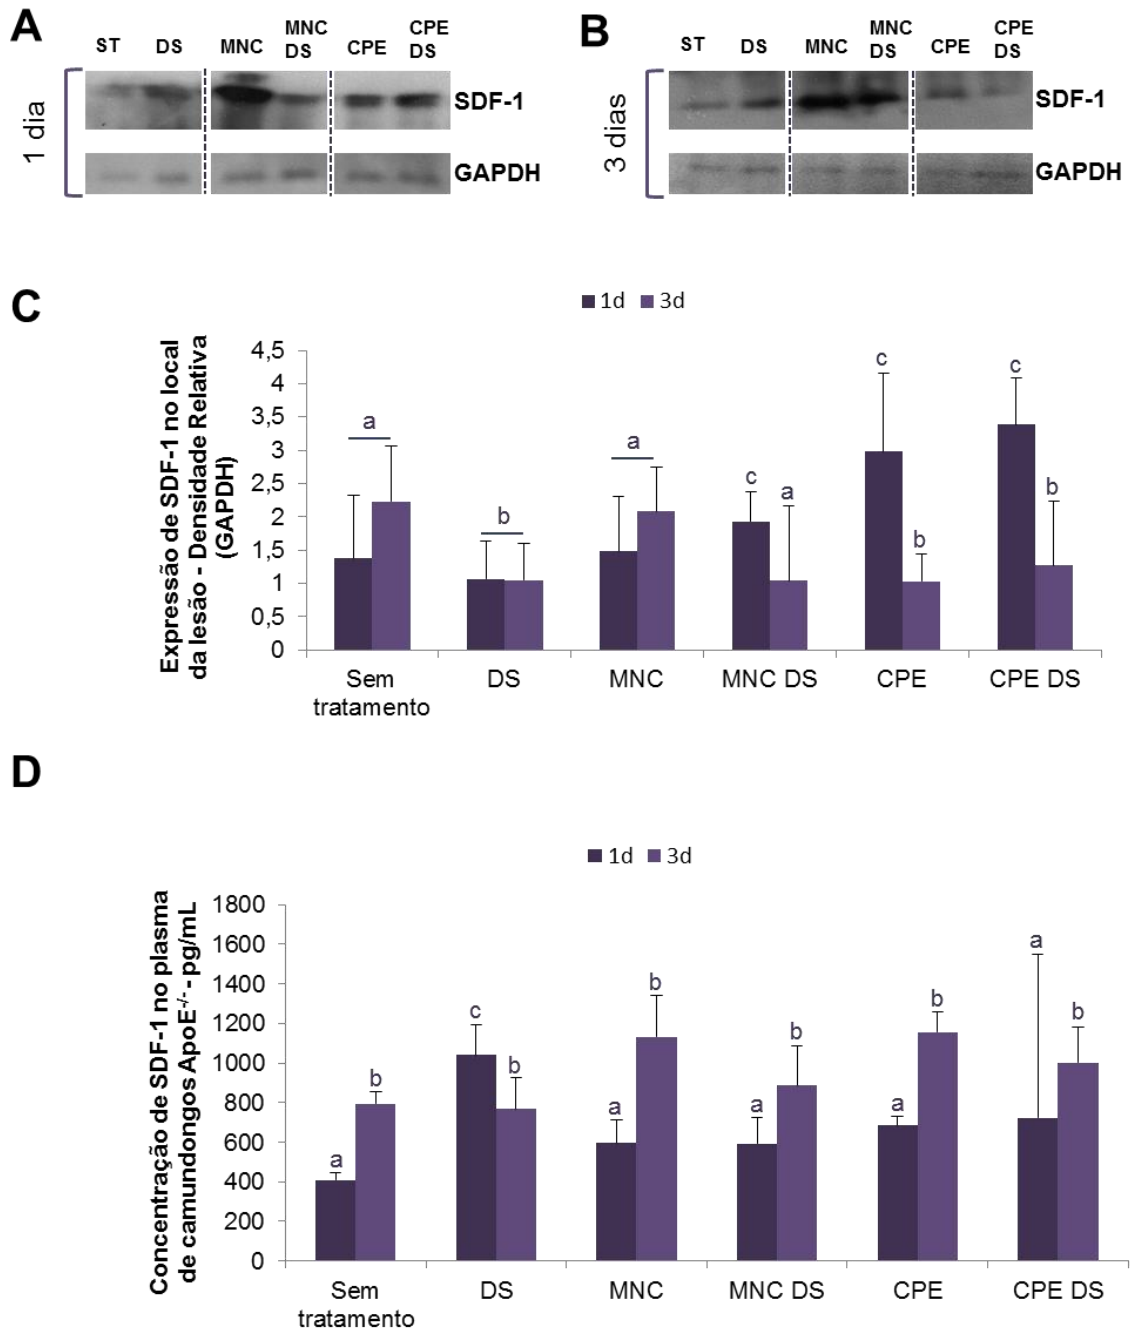 A
ST DS MNC MNC DS CPE CPE DS
1 dia
SDF-1
GAPDH
B
ST DS MNC MNC DS CPE CPE DS
3 dias
SDF-1
GAPDH
C
1d 3d
Expressão de SDF-1 no local
da lesão - Densidade Relativa
(GAPDH)
4,5
4
3,5
3
2,5
2
1,5
1
0,5
0
a
b
a
c a
c b
c b
Sem tratamento
DS
MNC
MNC DS
CPE
CPE DS
D
1d 3d
Concentração de SDF-1 no plasma
de camundongos ApoE-/- - pg/mL
1800
1600
1400
1200
1000
800
600
400
200
0
a b
c b
a b
a b
a b
a b
Sem tratamento
DS
MNC
MNC DS
CPE
CPE DS